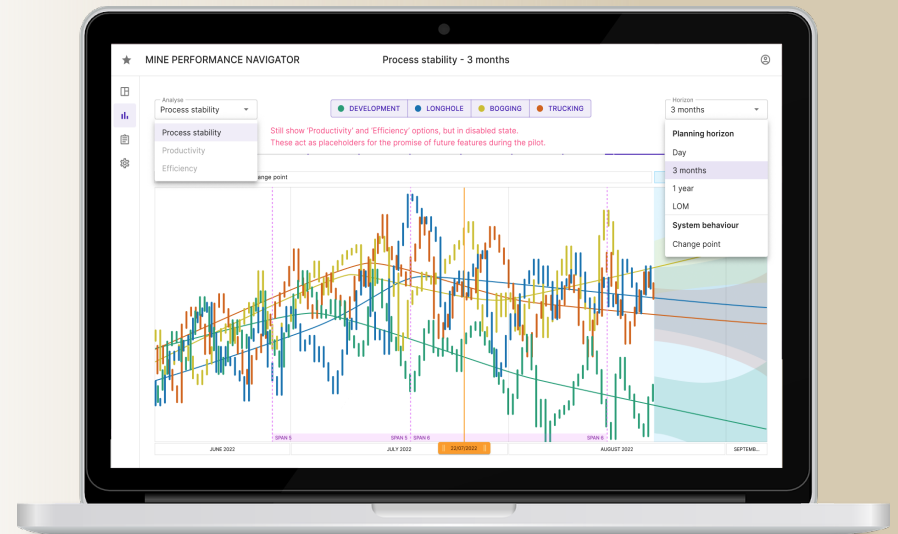 MINE PERFORMANCE NAVIGATOR
Process stability - 3 months
Analyse
Process stability
DEVELOPMENT
LONGHOLE
BOGGING
TRUCKING
Horizon
3 months
Still show 'Productivity' and 'Efficiency' options, but in disabled state.
These act as placeholders for the promise of future features during the pilot.
Process stability
Productivity
Efficiency
Planning horizon
Day
3 months
1 year
LOM
System behaviour
Change point
ange point
SPAN 5
SPAN 5
SPAN 6
SPAN 6
JUNE 2022
JULY 2022
22/07/2022
AUGUST 2022
SEPTEMB...